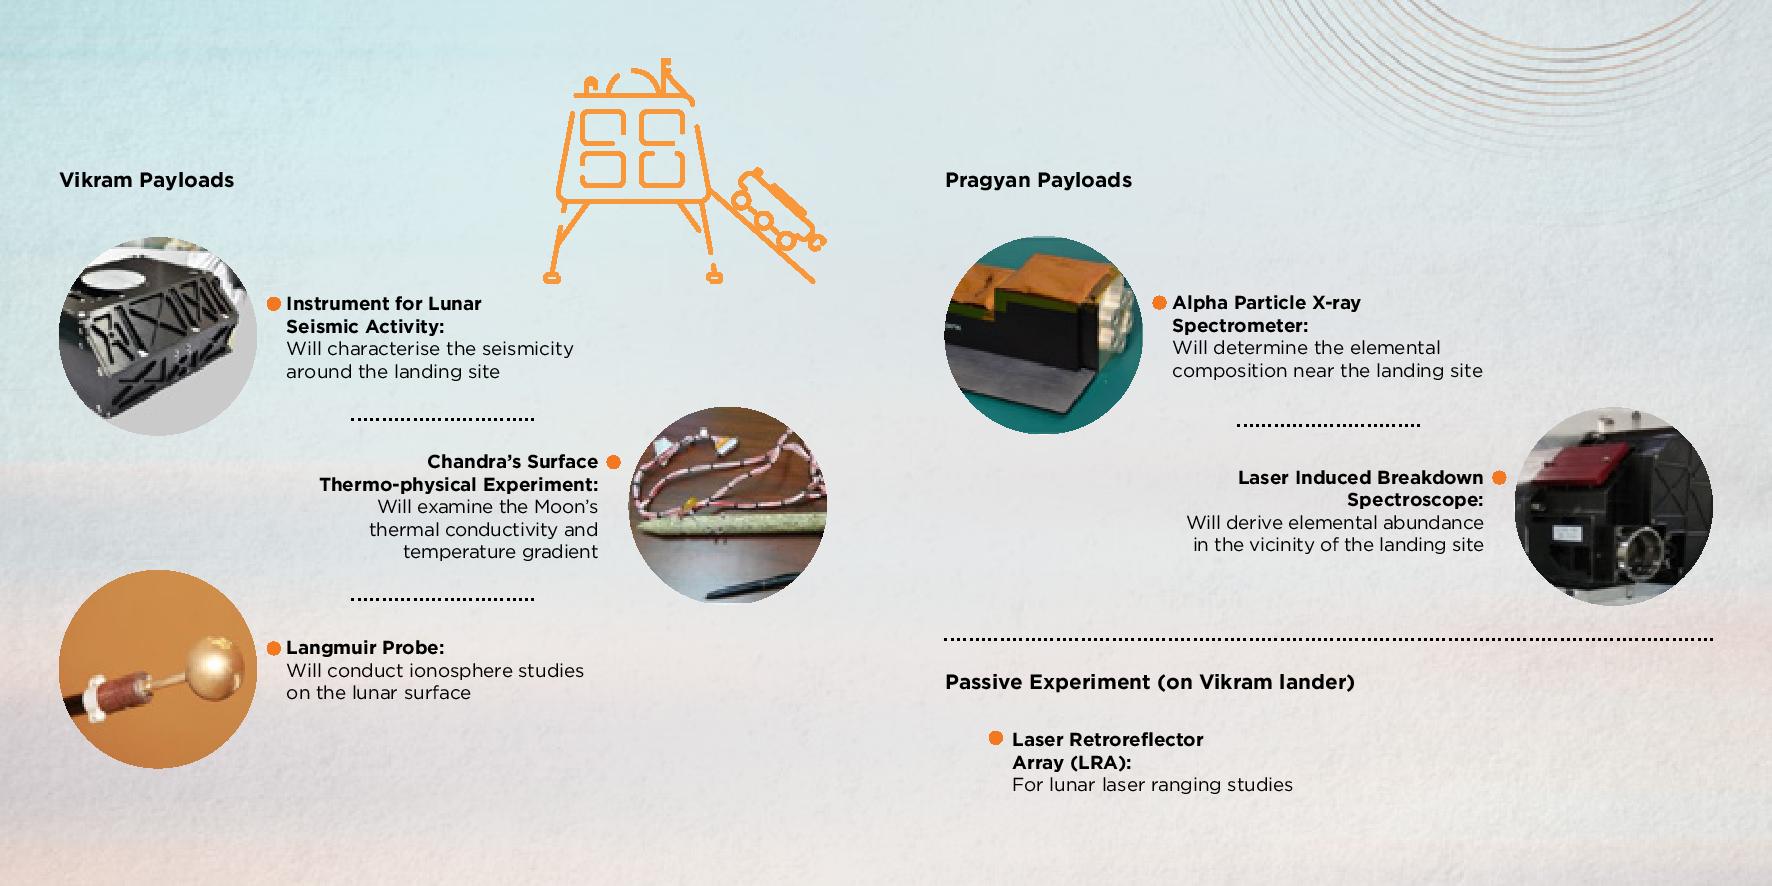 Vikram Payloads
Instrument for Lunar
Seismic Activity:
Will characterise the seismicity
around the landing site
Chandra’s Surface
Thermo-physical Experiment:
Will examine the Moon’s
thermal conductivity and
temperature gradient
Langmuir Probe:
Will conduct ionosphere studies
on the lunar surface
Pragyan Payloads
Alpha Particle X-ray
Spectrometer:
Will determine the elemental
composition near the landing site
Laser Induced Breakdown
Spectroscope:
Will derive elemental abundance
in the vicinity of the landing site
Passive Experiment (on Vikram lander)
Laser Retroreflector
Array (LRA):
For lunar laser ranging studies